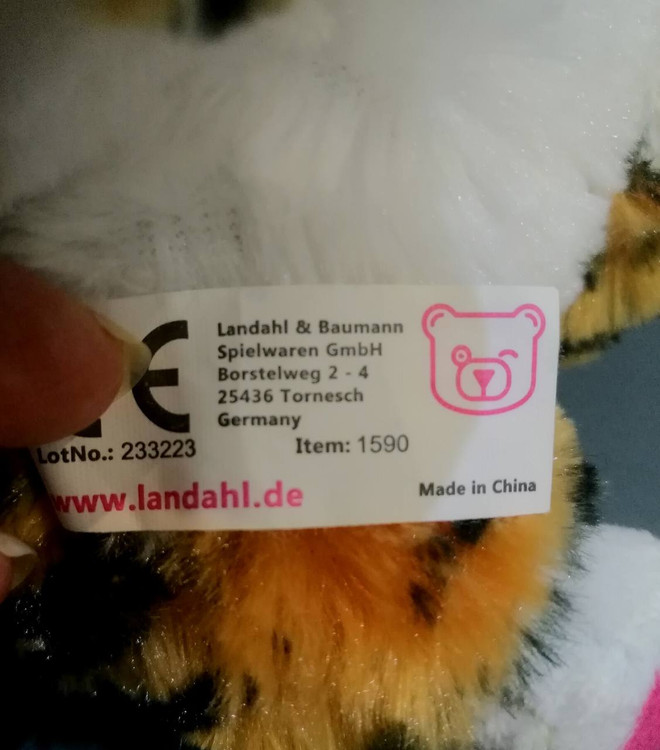 CE
Landahl & Baumann
Spielwaren GmbH
Borstelweg 2 - 4
25436 Tornesch
Germany
LotNo.: 233223
Item: 1590
www.landahl.de
Made in China